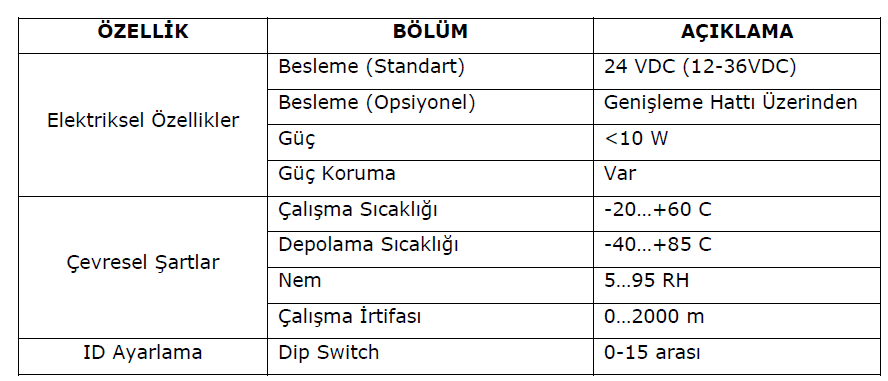 ÖZELLİK BÖLÜM AÇIKLAMA
Elektriksel Özellikler
Besleme (Standart) 24 VDC (12-36VDC)
Besleme (Opsiyonel) Genişleme Hattı Üzerinden
Güç <10 W
Güç Koruma Var
Çevresel Şartlar
Çalışma Sıcaklığı -20…+60 C
Depolama Sıcaklığı -40…+85 C
Nem 5…95 RH
Çalışma İrtifası 0…2000 m
ID Ayarlama Dip Switch 0-15 arası